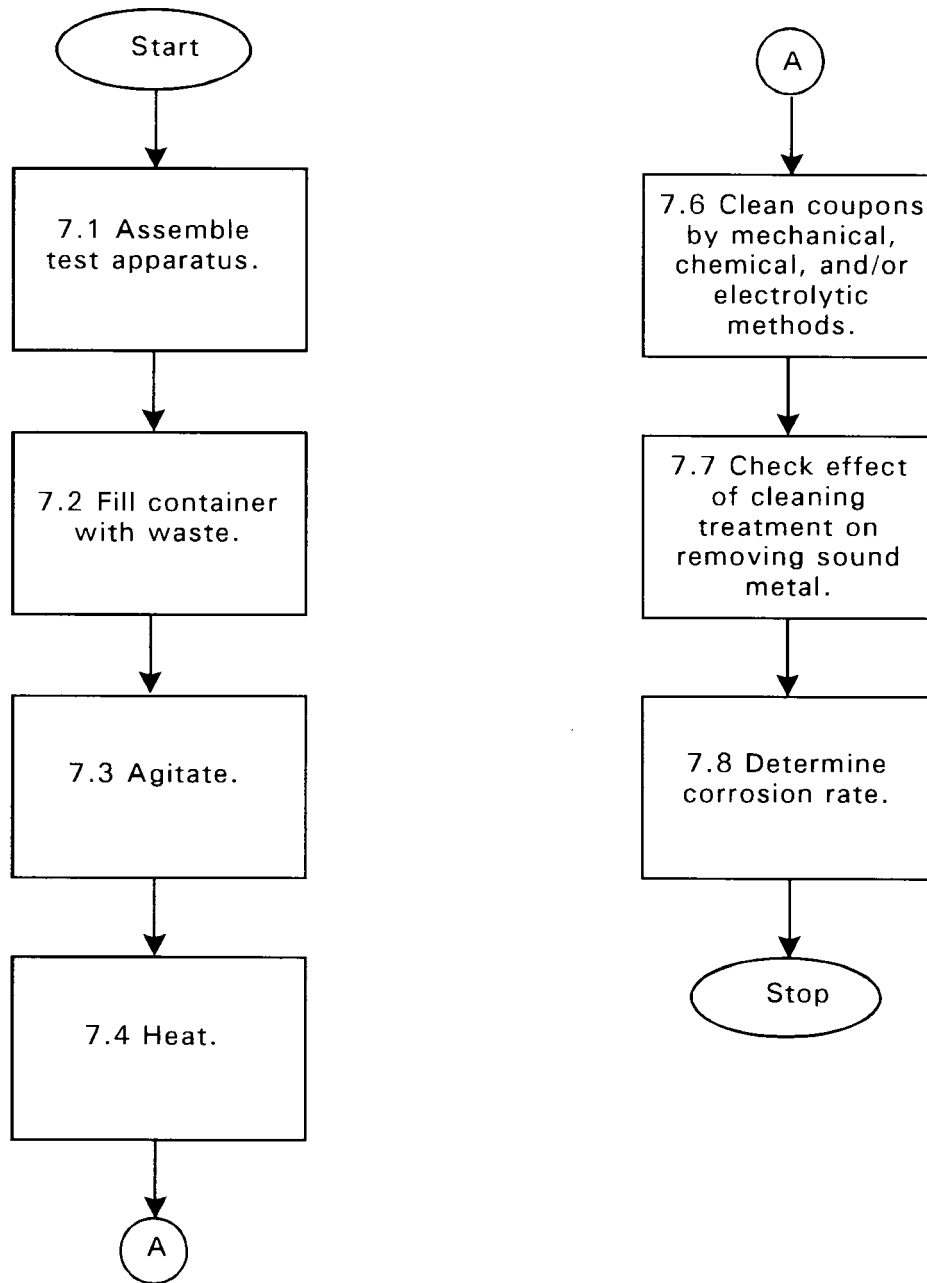 Start
7.1 Assemble
test apparatus.
7.2 Fill container
with waste.
7.3 Agitate.
7.4 Heat.
A
A
7.6 Clean coupons
by mechanical,
chemical, and/or
electrolytic
methods.
7.7 Check effect
of cleaning
treatment on
removing sound
metal.
7.8 Determine
corrosion rate.
Stop